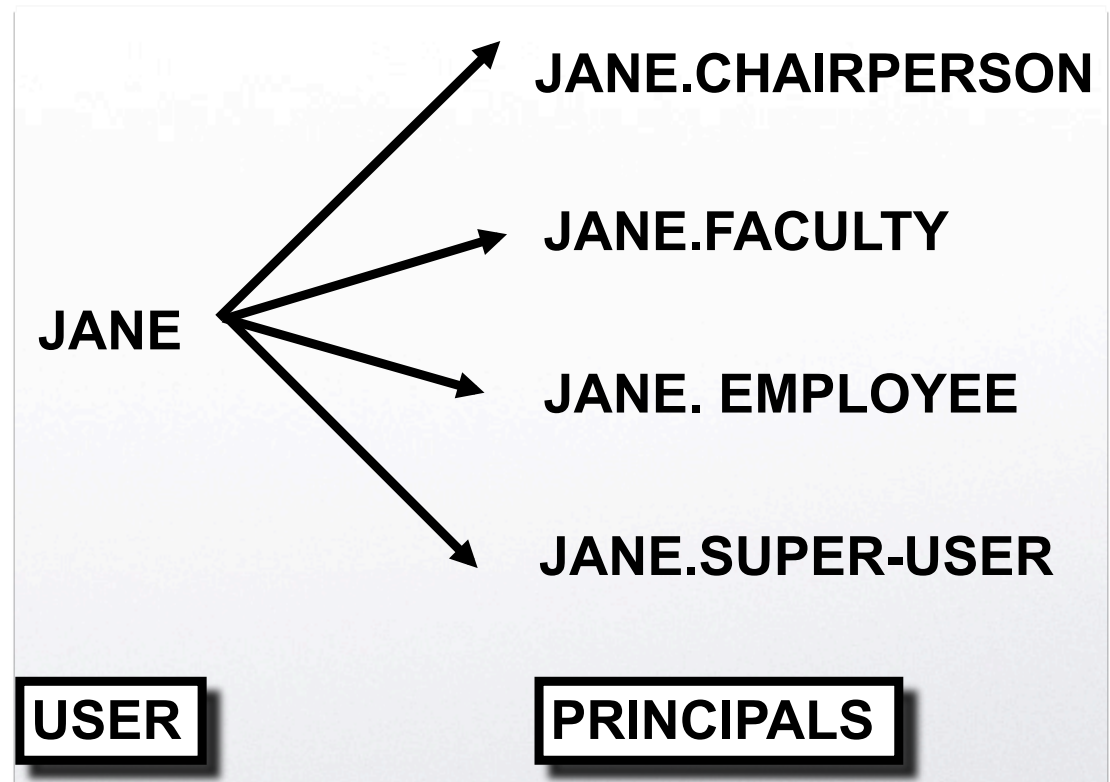 JANE.CHAIRPERSON
JANE.FACULTY
JANE
JANE. EMPLOYEE
JANE.SUPER-USER
USER
PRINCIPALS